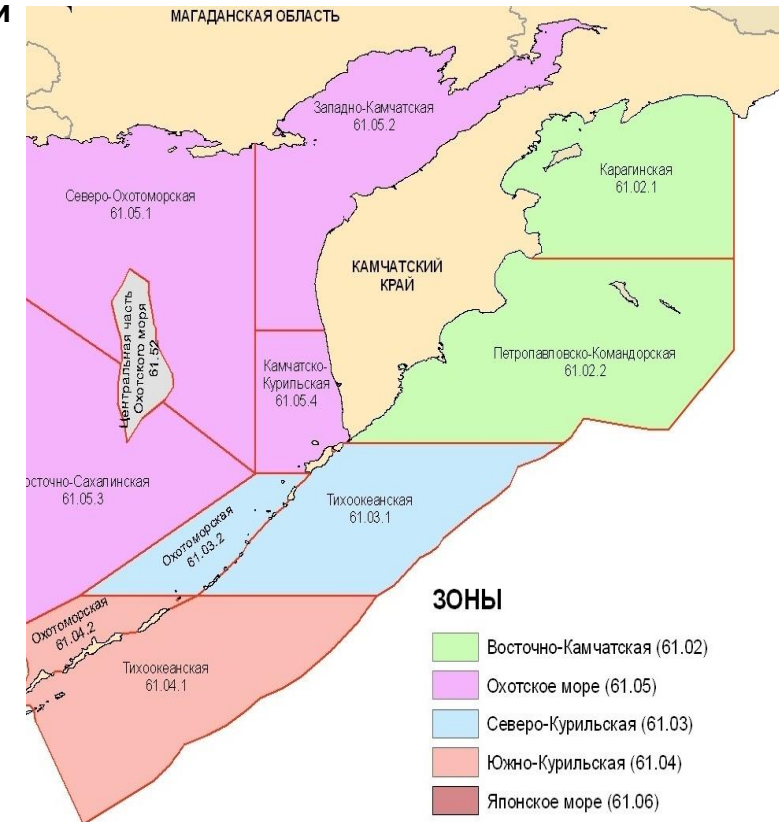 и
МАГАДАНСКАЯ ОБЛАСТЬ
Западно-Камчатская
61.05.2
Карагинская
61.02.1
Северо-Охотоморская
61.05.1
КАМЧАТСКИЙ
КРАЙ
Центральная часть
Охотского моря
61.52
Петропавловско-Командорская
61.02.2
Камчатско-
Курильская
61.05.4
осточно-Сахалинская
61.05.3
Тихоокеанская
61.03.1
Охотоморская
61.03.2
Охотоморская
61.04.2
Тихоокеанская
61.04.1
ЗОНЫ
Восточно-Камчатская (61.02)
Охотское море (61.05)
Северо-Курильская (61.03)
Южно-Курильская (61.04)
Японское море (61.06)